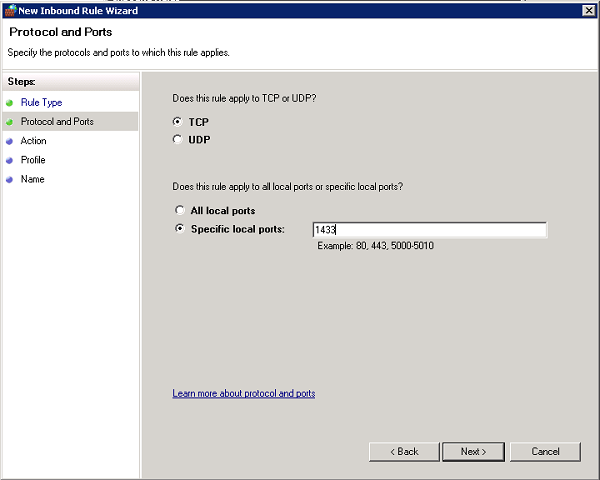 New Inbound Rule Wizard
Protocol and Ports
Specify the protocols and ports to which this rule applies.
Steps:
Rule Type
Protocol and Ports
Action
Profile
Name
Does this rule apply to TCP or UDP?
TCP
UDP
Does this rule apply to all local ports or specific local ports?
All local ports
Specific local ports: 1433
Example: 80, 443, 5000-5010
Learn more about protocol and ports
< Back Next > Cancel